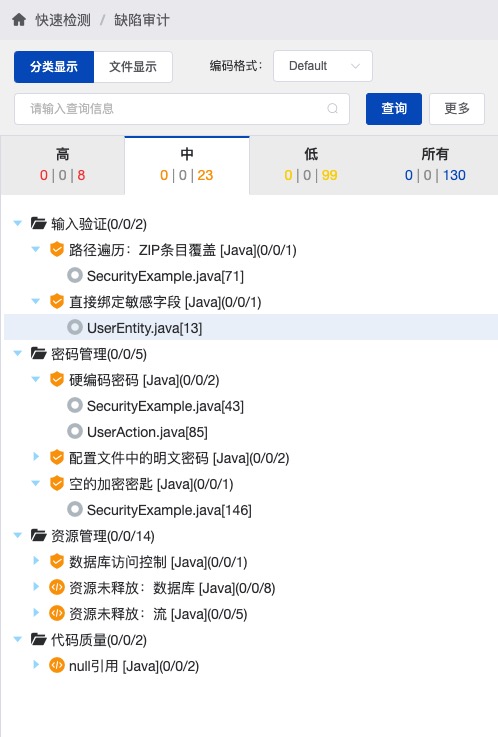 快速检测 / 缺陷审计
分类显示 文件显示 编码格式： Default
请输入查询信息 查询 更多
高 中 低 所有
0 | 0 | 8 0 | 0 | 23 0 | 0 | 99 0 | 0 | 130
输入验证(0/0/2)
路径遍历：ZIP条目覆盖 [Java](0/0/1)
SecurityExample.java[71]
直接绑定敏感字段 [Java](0/0/1)
UserEntity.java[13]
密码管理(0/0/5)
硬编码密码 [Java](0/0/2)
SecurityExample.java[43]
UserAction.java[85]
配置文件中的明文密码 [Java](0/0/2)
空的加密密匙 [Java](0/0/1)
SecurityExample.java[146]
资源管理(0/0/14)
数据库访问控制 [Java](0/0/1)
资源未释放：数据库 [Java](0/0/8)
资源未释放：流 [Java](0/0/5)
代码质量(0/0/2)
null引用 [Java](0/0/2)